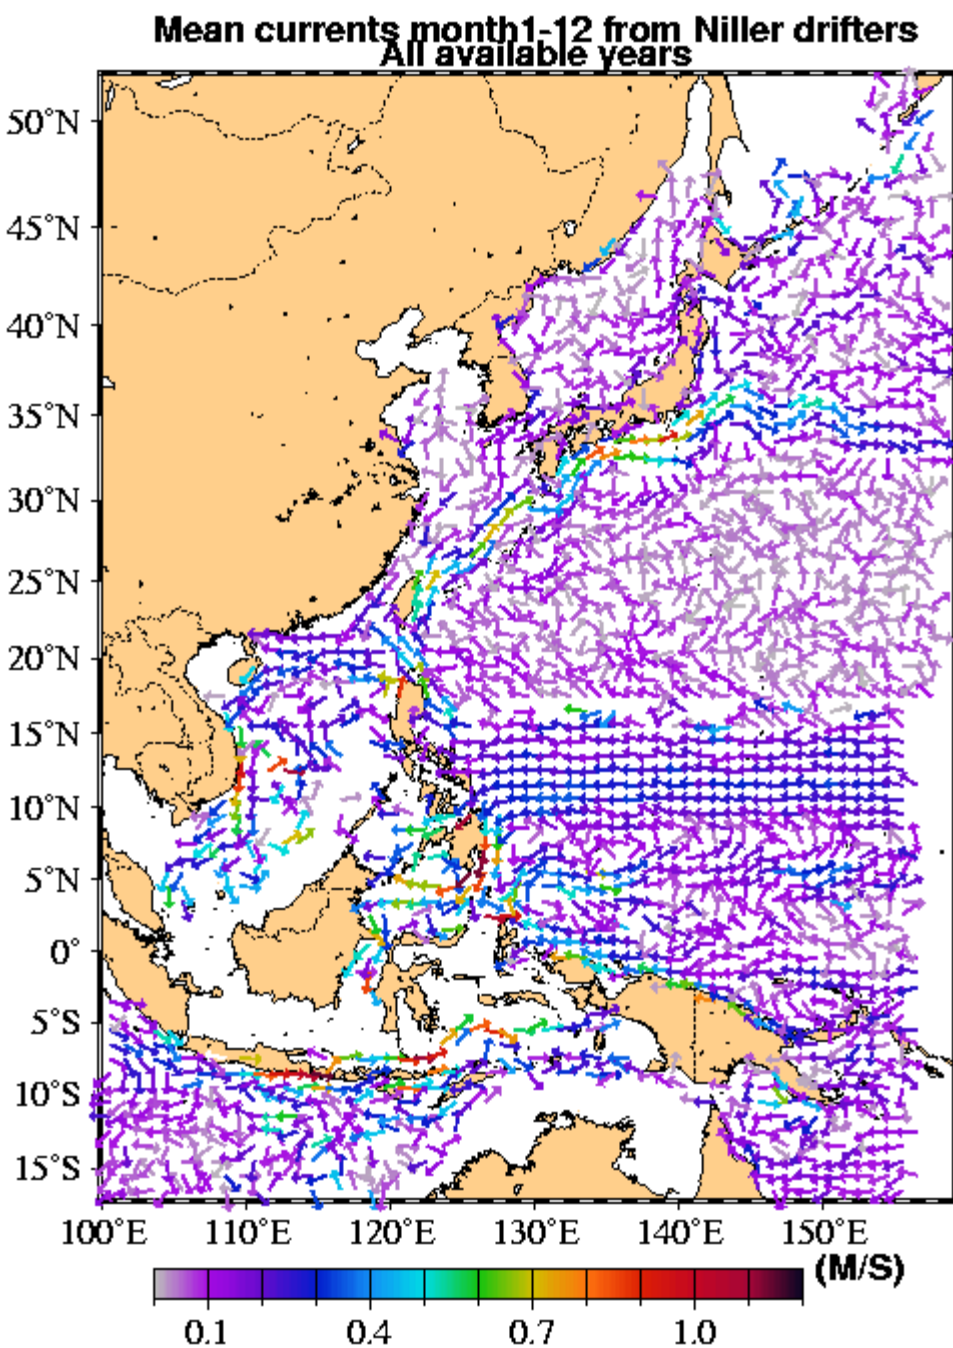 Mean currents month1-12 from Niller drifters
All available years
50°N
45°N
40°N
35°N
30°N
25°N
20°N
15°N
10°N
5°N
0°
5°S
10°S
15°S
100°E 110°E 120°E 130°E 140°E 150°E
(M/S)
0.1 0.4 0.7 1.0